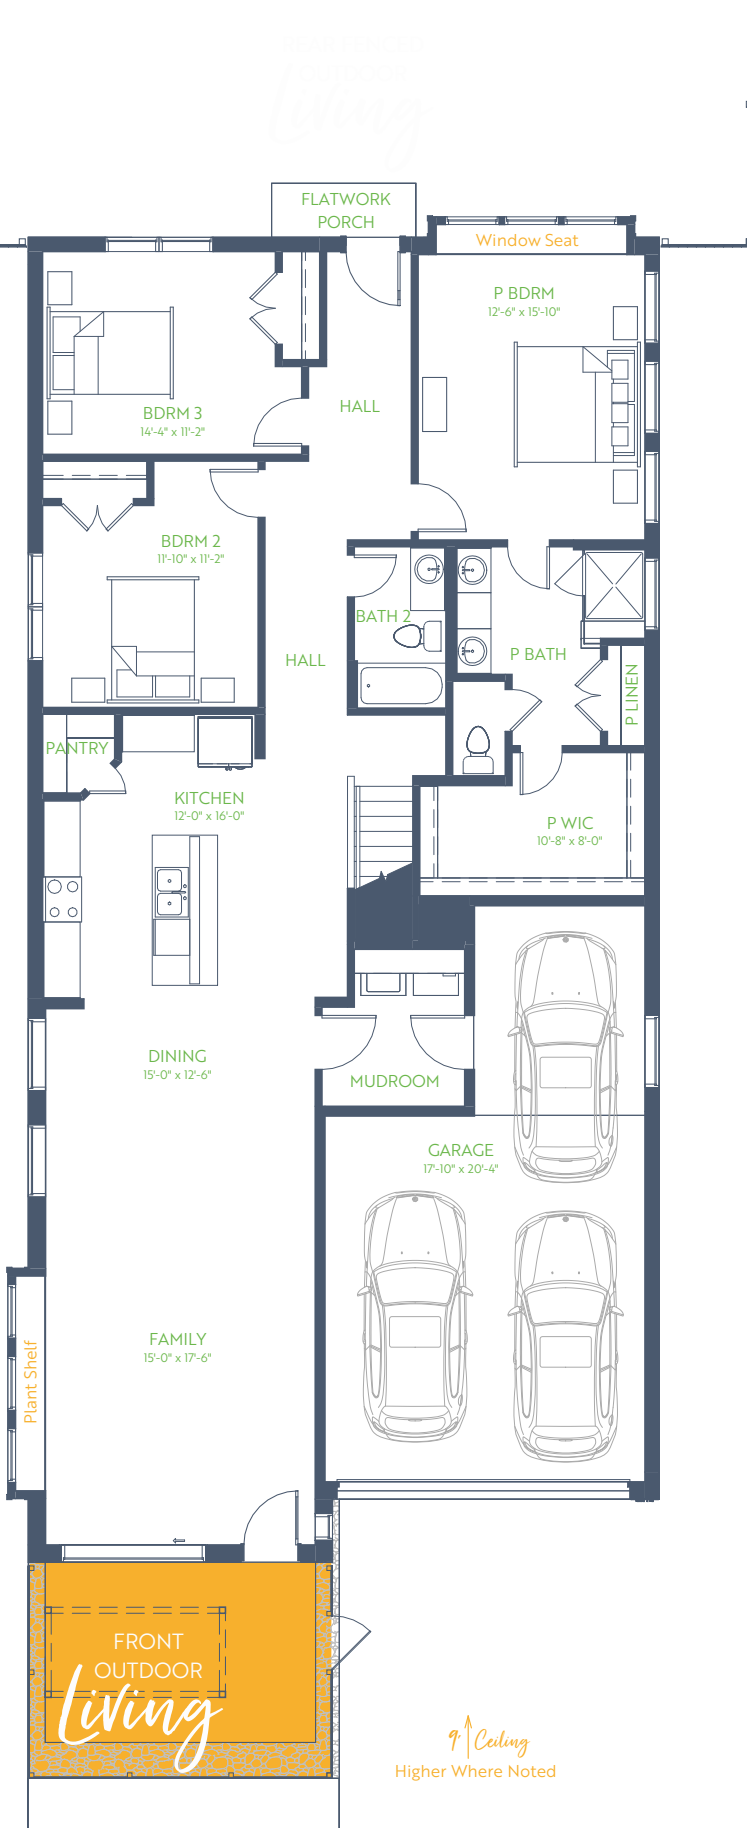 Living
FLATWORK
PORCH
Window Seat
P BDRM
12'-6" x 15'-10"
BDRM 3
14'-4" x 11'-2"
HALL
BDRM 2
11'-10" x 11'-2"
BATH 2
HALL
P BATH
P LINEN
PANTRY
KITCHEN
12'-0" x 16'-0"
P WIC
10'-8" x 8'-0"
DINING
15'-0" x 12'-6"
MUDROOM
GARAGE
17'-10" x 20'-4"
FAMILY
15'-0" x 17'-6"
Plant Shelf
FRONT
OUTDOOR
Living
9' Ceiling
Higher Where Noted